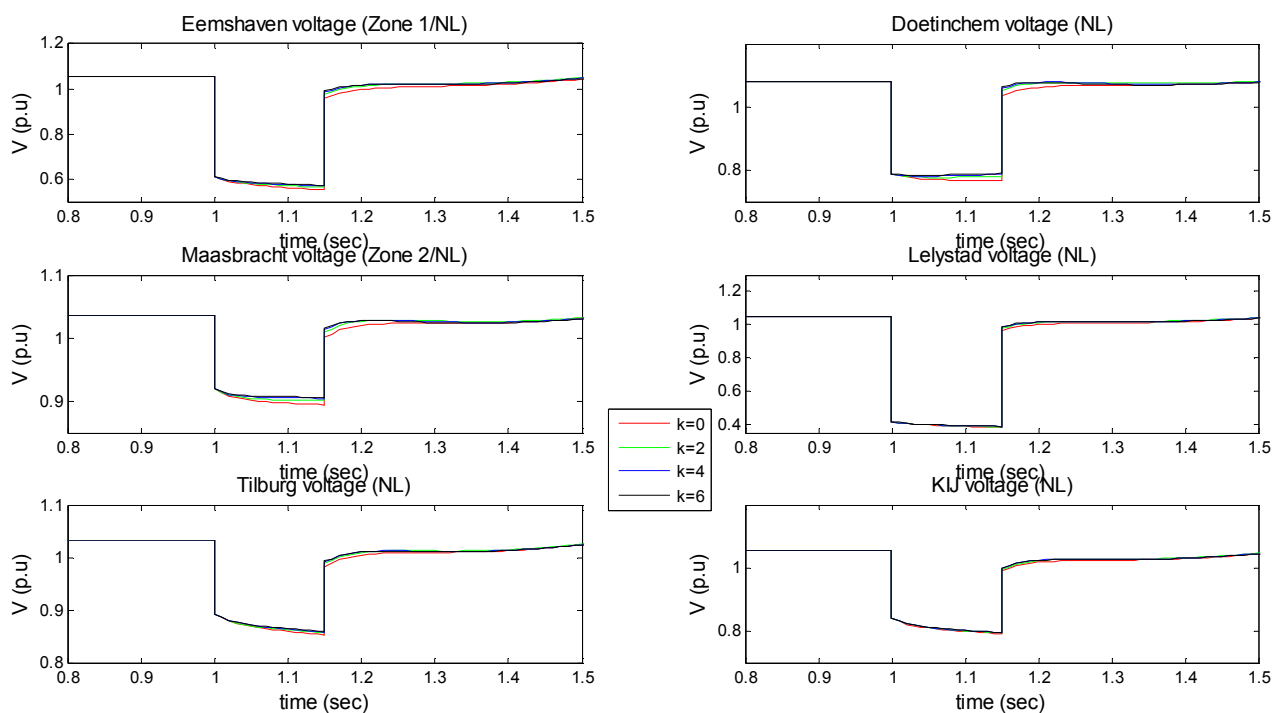 Eemshaven voltage (Zone 1/NL)
V (p.u)
1.2
1
0.8
0.6
0.8 0.9 1 1.1 1.2 1.3 1.4 1.5
time (sec)
Doetinchem voltage (NL)
V (p.u)
1
0.8
0.8 0.9 1 1.1 1.2 1.3 1.4 1.5
time (sec)
Maasbracht voltage (Zone 2/NL)
V (p.u)
1.1
1
0.9
0.8 0.9 1 1.1 1.2 1.3 1.4 1.5
time (sec)
Lelystad voltage (NL)
V (p.u)
1.2
1
0.8
0.6
0.4
0.8 0.9 1 1.1 1.2 1.3 1.4 1.5
time (sec)
k=0
k=2
k=4
k=6
Tilburg voltage (NL)
V (p.u)
1.1
1
0.9
0.8
0.8 0.9 1 1.1 1.2 1.3 1.4 1.5
time (sec)
KIJ voltage (NL)
V (p.u)
1
0.8
0.8 0.9 1 1.1 1.2 1.3 1.4 1.5
time (sec)